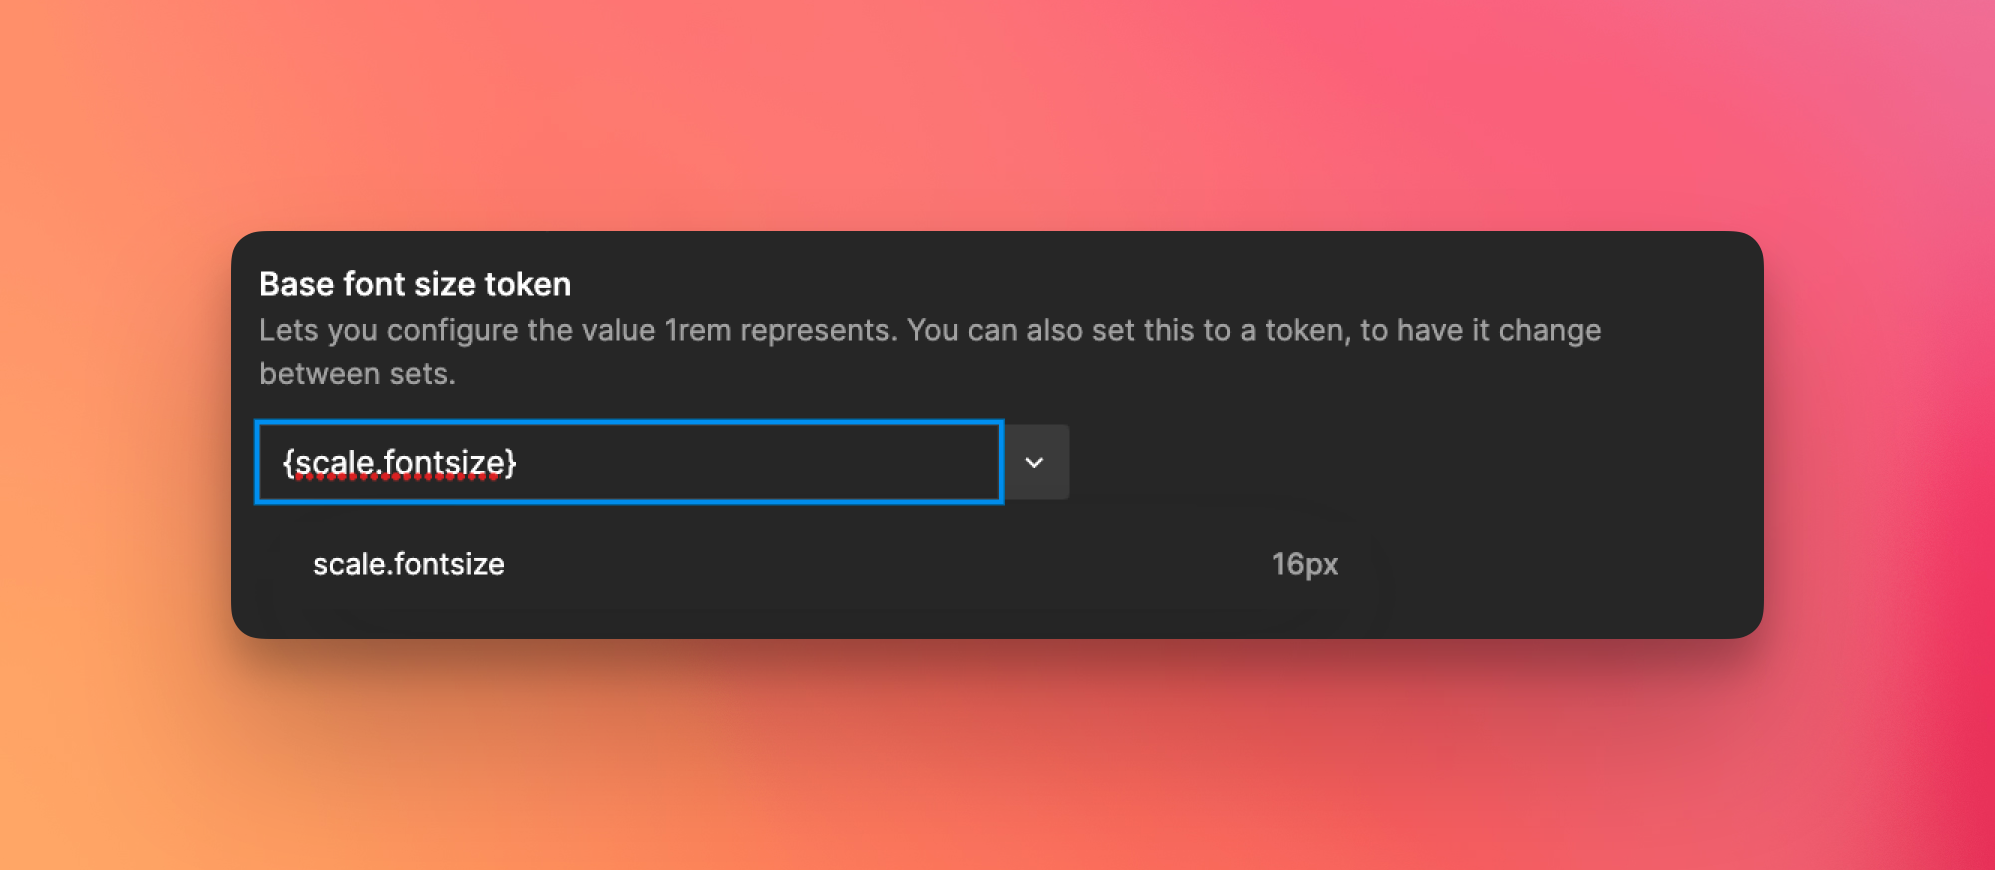 Base font size token
Lets you configure the value 1rem represents. You can also set this to a token, to have it change
between sets.
{scale.fontsize}
scale.fontsize 16px